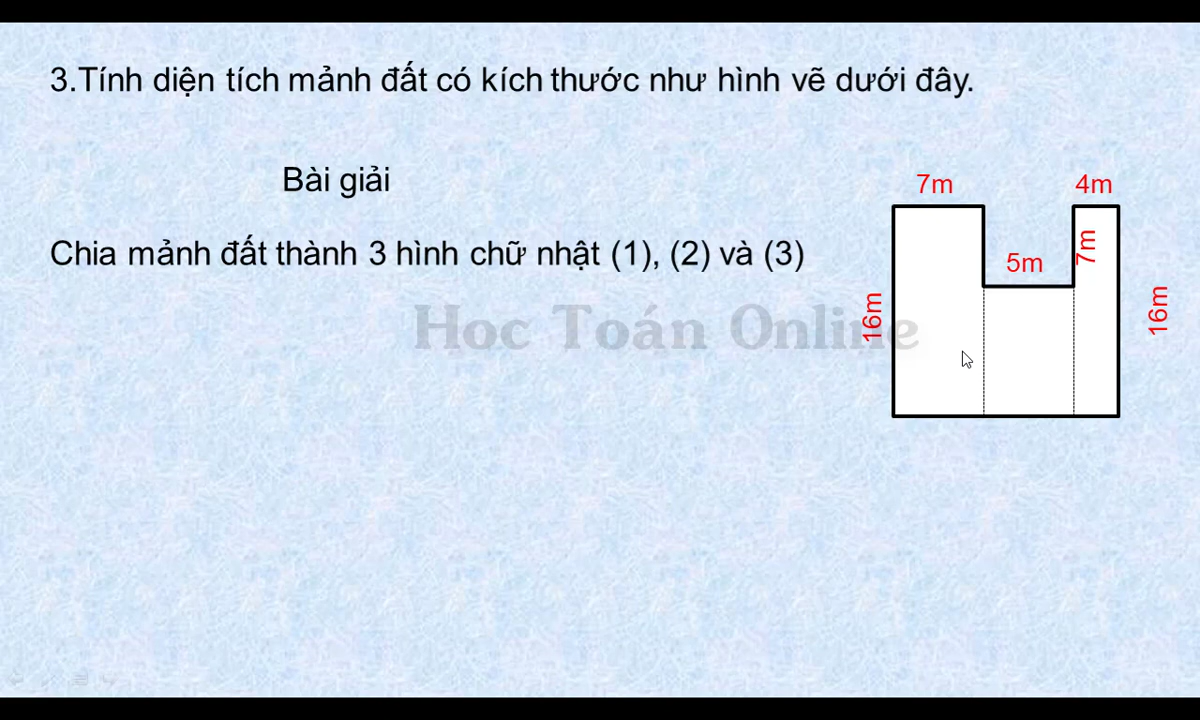 3.Tính diện tích mảnh đất có kích thước như hình vẽ dưới đây.
Bài giải
Chia mảnh đất thành 3 hình chữ nhật (1), (2) và (3)
Hoc Toán Online
7m
4m
7m
5m
16m
16m